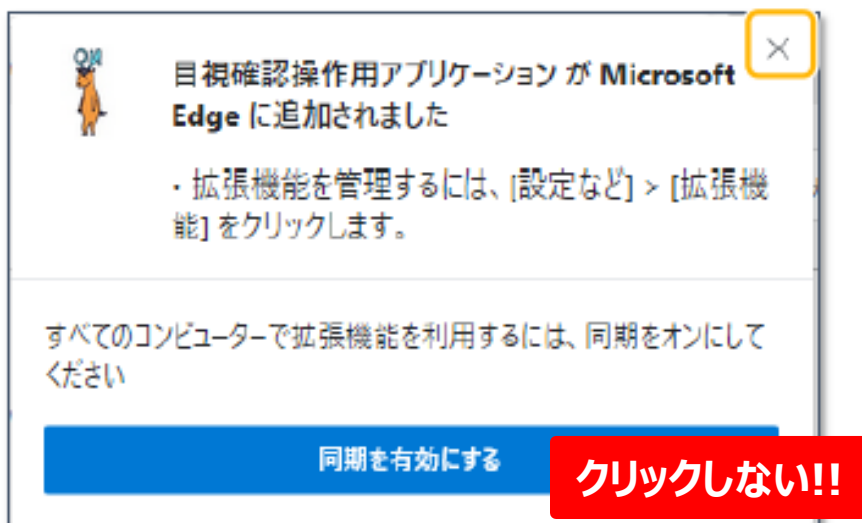 ON
目視確認操作用アプリケーション が Microsoft
Edge に追加されました
・拡張機能を管理するには、[設定など] > [拡張機
能] をクリックします。
すべてのコンピューターで拡張機能を利用するには、同期をオンにして
ください
同期を有効にする
クリックしない!!